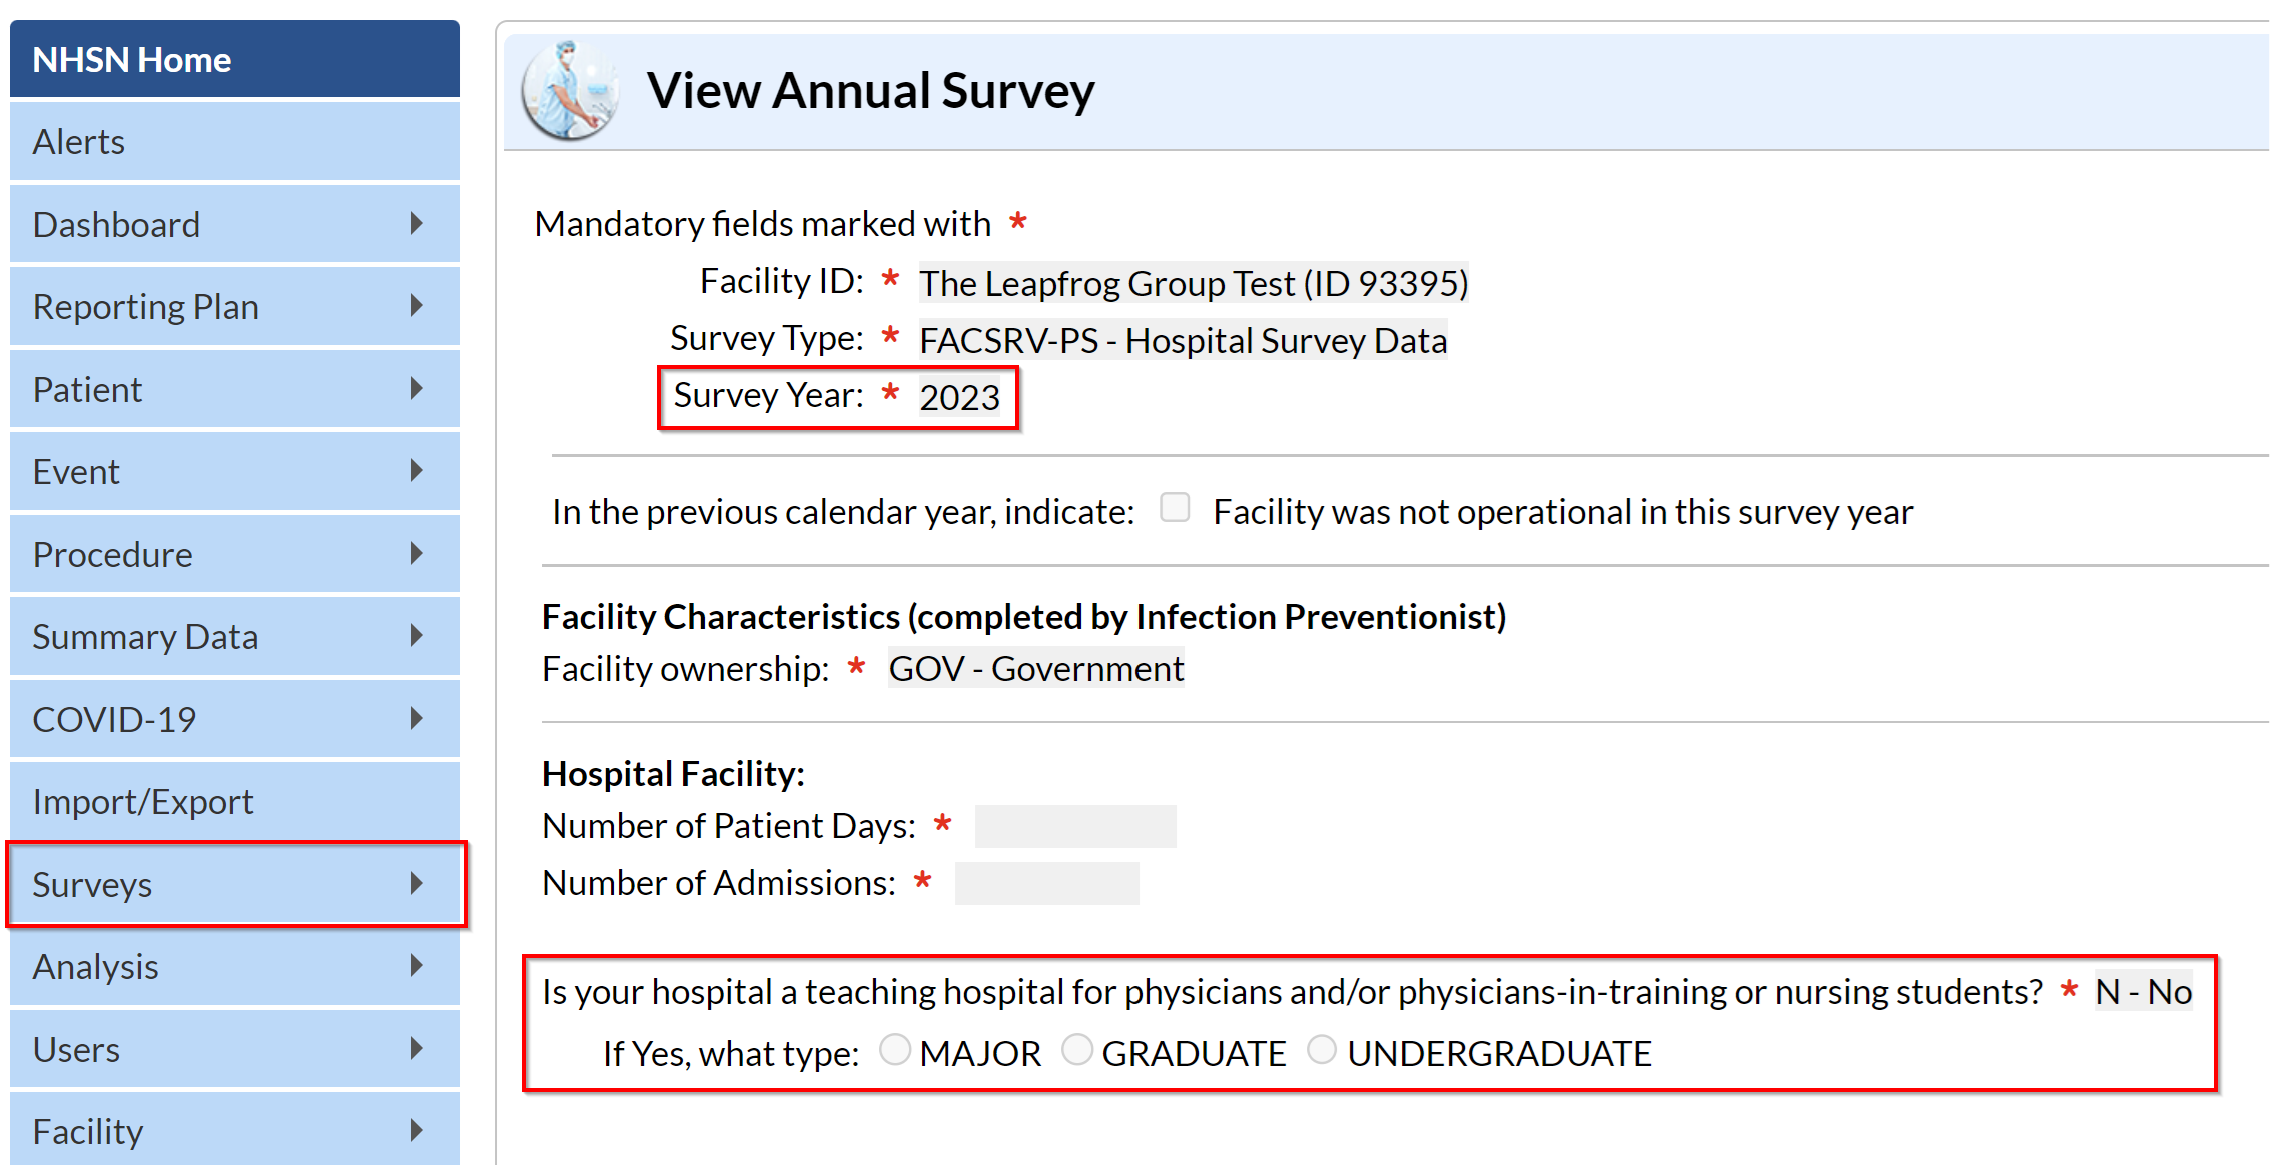 NHSN Home
Alerts
Dashboard
Reporting Plan
Patient
Event
Procedure
Summary Data
COVID-19
Import/Export
Surveys
Analysis
Users
Facility
View Annual Survey
Mandatory fields marked with *
Facility ID: * The Leapfrog Group Test (ID 93395)
Survey Type: * FACSRV-PS - Hospital Survey Data
Survey Year: * 2023
In the previous calendar year, indicate: Facility was not operational in this survey year
Facility Characteristics (completed by Infection Preventionist)
Facility ownership: * GOV - Government
Hospital Facility:
Number of Patient Days: *
Number of Admissions: *
Is your hospital a teaching hospital for physicians and/or physicians-in-training or nursing students? * N - No
If Yes, what type: MAJOR GRADUATE UNDERGRADUATE